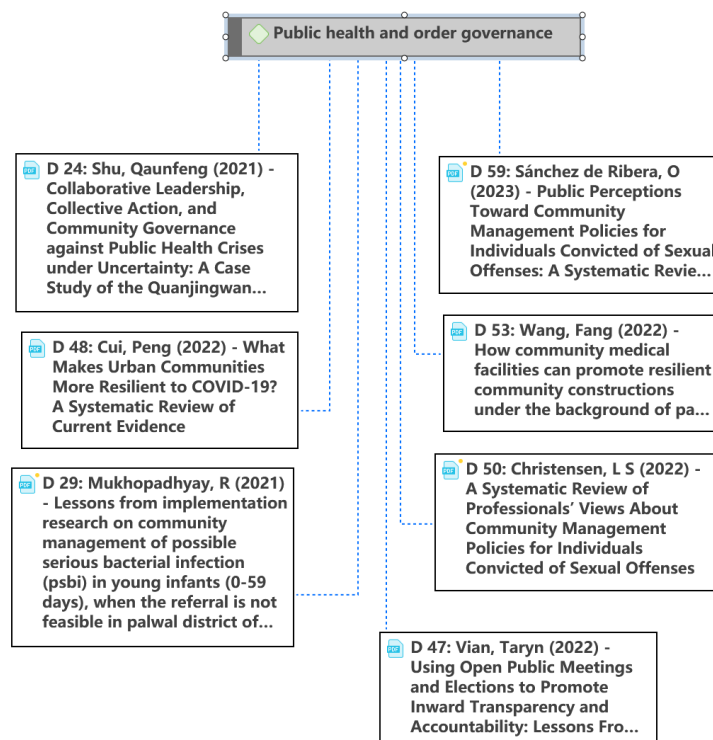 Public health and order governance
D 24: Shu, Qaunfeng (2021) -
Collaborative Leadership,
Collective Action, and
Community Governance
against Public Health Crises
under Uncertainty: A Case
Study of the Quanjingwan...
D 48: Cui, Peng (2022) - What
Makes Urban Communities
More Resilient to COVID-19?
A Systematic Review of
Current Evidence
D 29: Mukhopadhyay, R (2021)
- Lessons from implementation
research on community
management of possible
serious bacterial infection
(psbi) in young infants (0-59
days), when the referral is not
feasible in palwal district of...
D 59: Sánchez de Ribera, O
(2023) - Public Perceptions
Toward Community
Management Policies for
Individuals Convicted of Sexual
Offenses: A Systematic Revie...
D 53: Wang, Fang (2022) -
How community medical
facilities can promote resilient
community constructions
under the background of pa...
D 50: Christensen, L S (2022) -
A Systematic Review of
Professionals’ Views About
Community Management
Policies for Individuals
Convicted of Sexual Offenses
D 47: Vian, Taryn (2022) -
Using Open Public Meetings
and Elections to Promote
Inward Transparency and
Accountability: Lessons Fro...